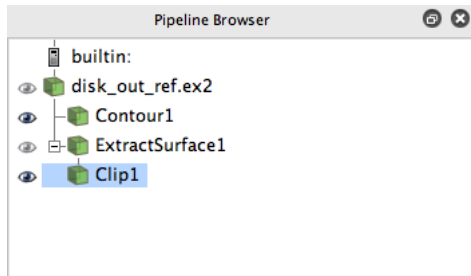 Pipeline Browser
builtin:
disk_out_ref.ex2
Contour1
ExtractSurface1
Clip1